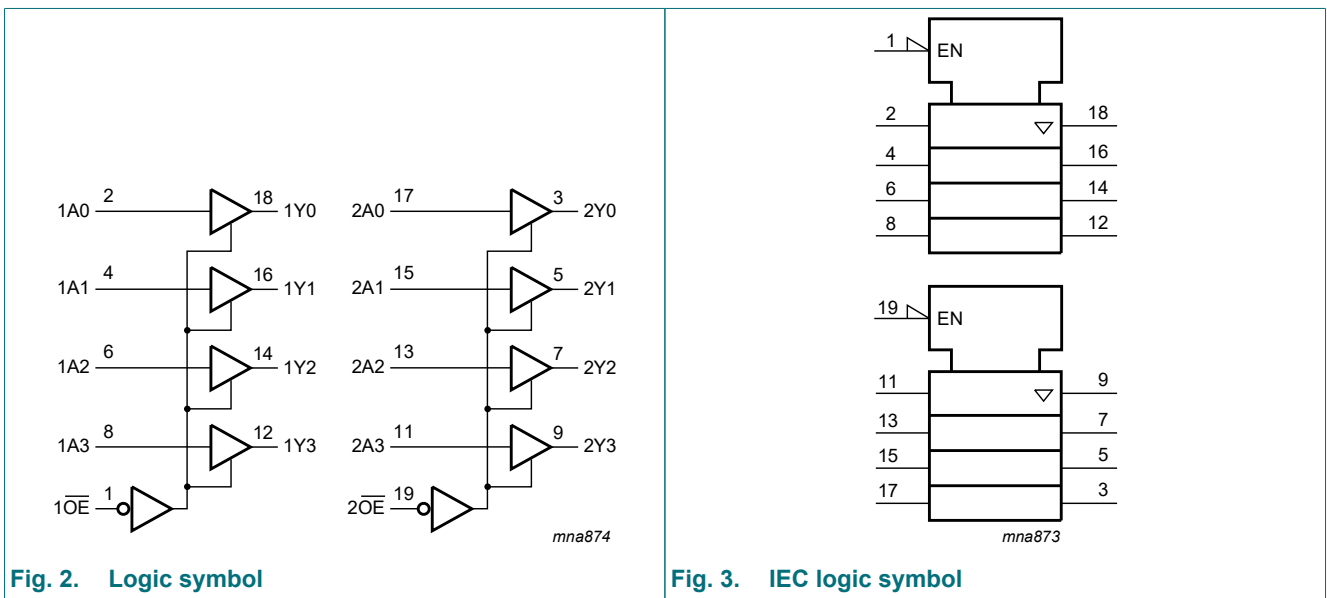 2
1A0
18
1Y0
17
2A0
3
2Y0
4
1A1
16
1Y1
15
2A1
5
2Y1
6
1A2
14
1Y2
13
2A2
7
2Y2
8
1A3
12
1Y3
11
2A3
9
2Y3
1
1O̅E̅
19
2O̅E̅
mna874
Fig. 2. Logic symbol
1
EN
2
18
4
16
6
14
8
12
19
EN
11
9
13
7
15
5
17
3
mna873
Fig. 3. IEC logic symbol